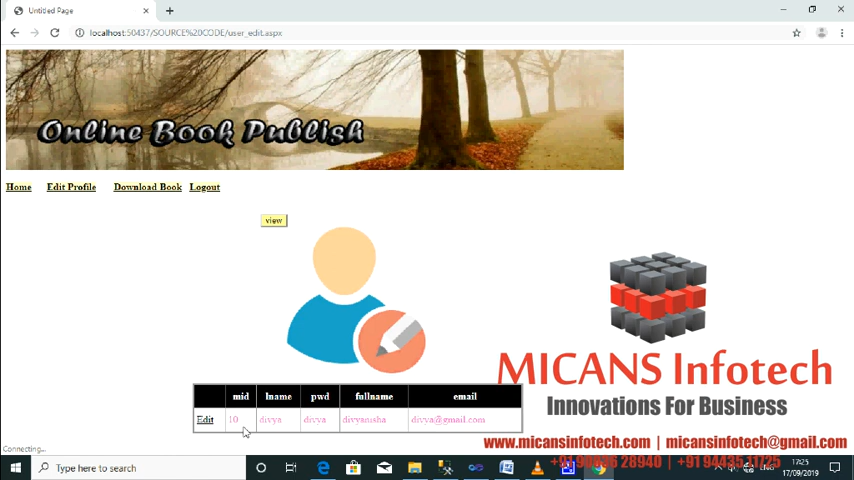 Untitled Page
localhost:50437/SOURCE%20CODE/user_edit.aspx
Online Book Publish
Home Edit Profile Download Book Logout
view
MICANS Infotech
Innovations For Business
mid lname pwd fullname email
Edit 10 divya divya divyanisha divya@gmail.com
www.micansinfotech.com | micansinfotech@gmail.com
Connecting...
+91 90036 28940 | +91 94435 11725
Type here to search
ENG
17:25
17/09/2019